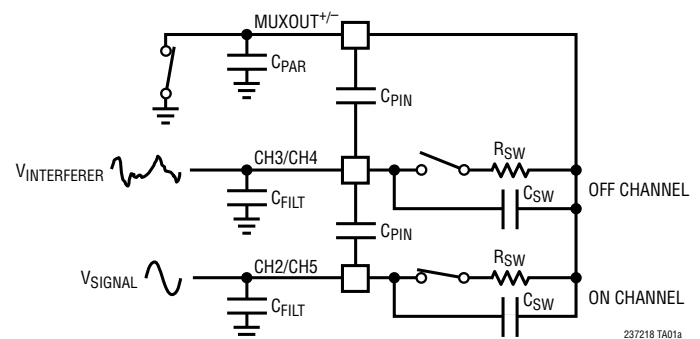 MUXOUT+/–
CPAR
CPIN
RSW
VINTERFERER
CH3/CH4
CSW
OFF CHANNEL
CFILT
CPIN
RSW
VSIGNAL
CH2/CH5
CSW
ON CHANNEL
CFILT
237218 TA01a